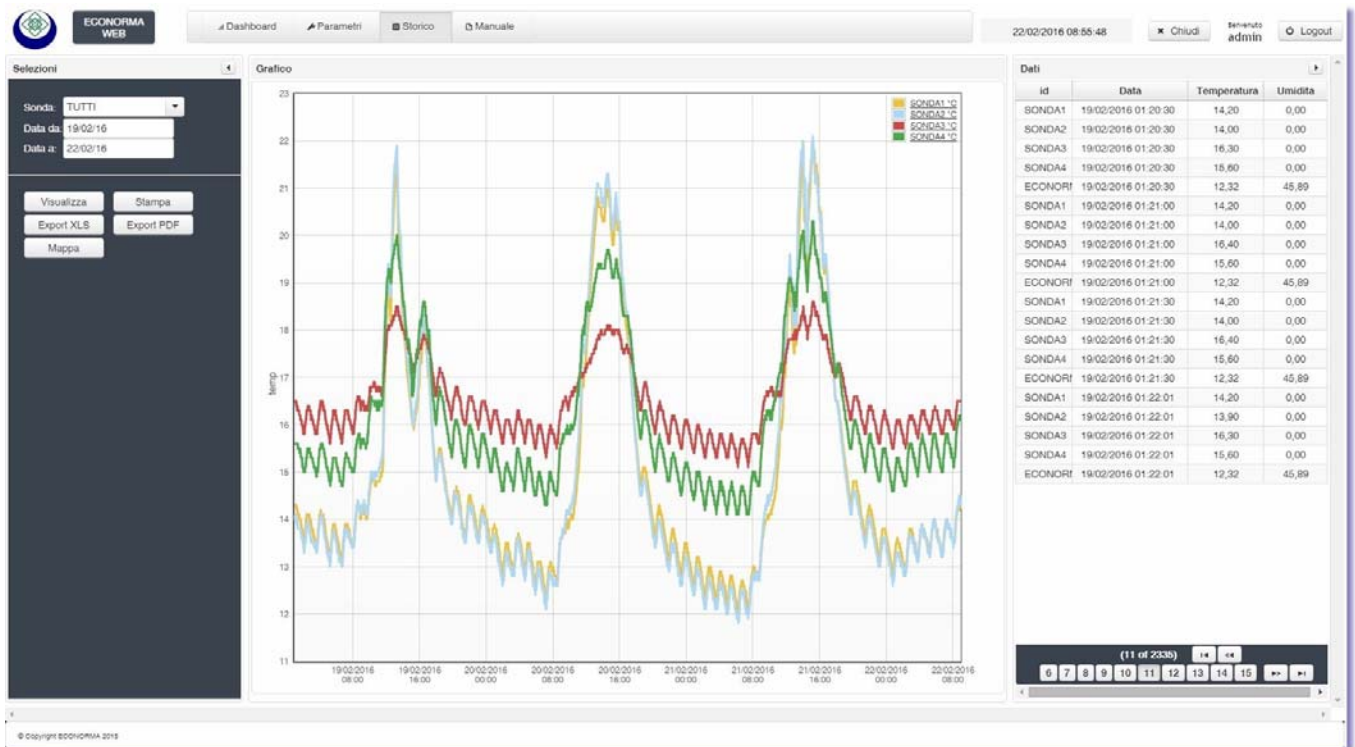 ECONORMA
WEB
Dashboard Parametri Storico Manuale
22/02/2016 08:55:48
Chiudi
Benvenuto
admin
Logout
Selezioni
Sonda: TUTTI
Data da: 19/02/16
Data a: 22/02/16
Visualizza Stampa
Export XLS Export PDF
Mappa
Grafico
SONDA1 °C
SONDA2 °C
SONDA3 °C
SONDA4 °C
23
22
21
20
19
18
17
16
15
14
13
12
11
temp
19/02/2016 08:00
19/02/2016 16:00
20/02/2016 00:00
20/02/2016 08:00
20/02/2016 16:00
21/02/2016 00:00
21/02/2016 08:00
21/02/2016 16:00
22/02/2016 00:00
22/02/2016 08:00
Dati
id Data Temperatura Umidita
SONDA1 19/02/2016 01:20:30 14,20 0,00
SONDA2 19/02/2016 01:20:30 14,00 0,00
SONDA3 19/02/2016 01:20:30 16,30 0,00
SONDA4 19/02/2016 01:20:30 15,60 0,00
ECONORM 19/02/2016 01:20:30 12,32 45,89
SONDA1 19/02/2016 01:21:00 14,20 0,00
SONDA2 19/02/2016 01:21:00 14,00 0,00
SONDA3 19/02/2016 01:21:00 16,40 0,00
SONDA4 19/02/2016 01:21:00 15,60 0,00
ECONORM 19/02/2016 01:21:00 12,32 45,89
SONDA1 19/02/2016 01:21:30 14,20 0,00
SONDA2 19/02/2016 01:21:30 14,00 0,00
SONDA3 19/02/2016 01:21:30 16,40 0,00
SONDA4 19/02/2016 01:21:30 15,60 0,00
ECONORM 19/02/2016 01:21:30 12,32 45,89
SONDA1 19/02/2016 01:22:01 14,20 0,00
SONDA2 19/02/2016 01:22:01 13,90 0,00
SONDA3 19/02/2016 01:22:01 16,30 0,00
SONDA4 19/02/2016 01:22:01 15,60 0,00
ECONORM 19/02/2016 01:22:01 12,32 45,89
(11 of 2335)
6 7 8 9 10 11 12 13 14 15
© Copyright ECONORMA 2015